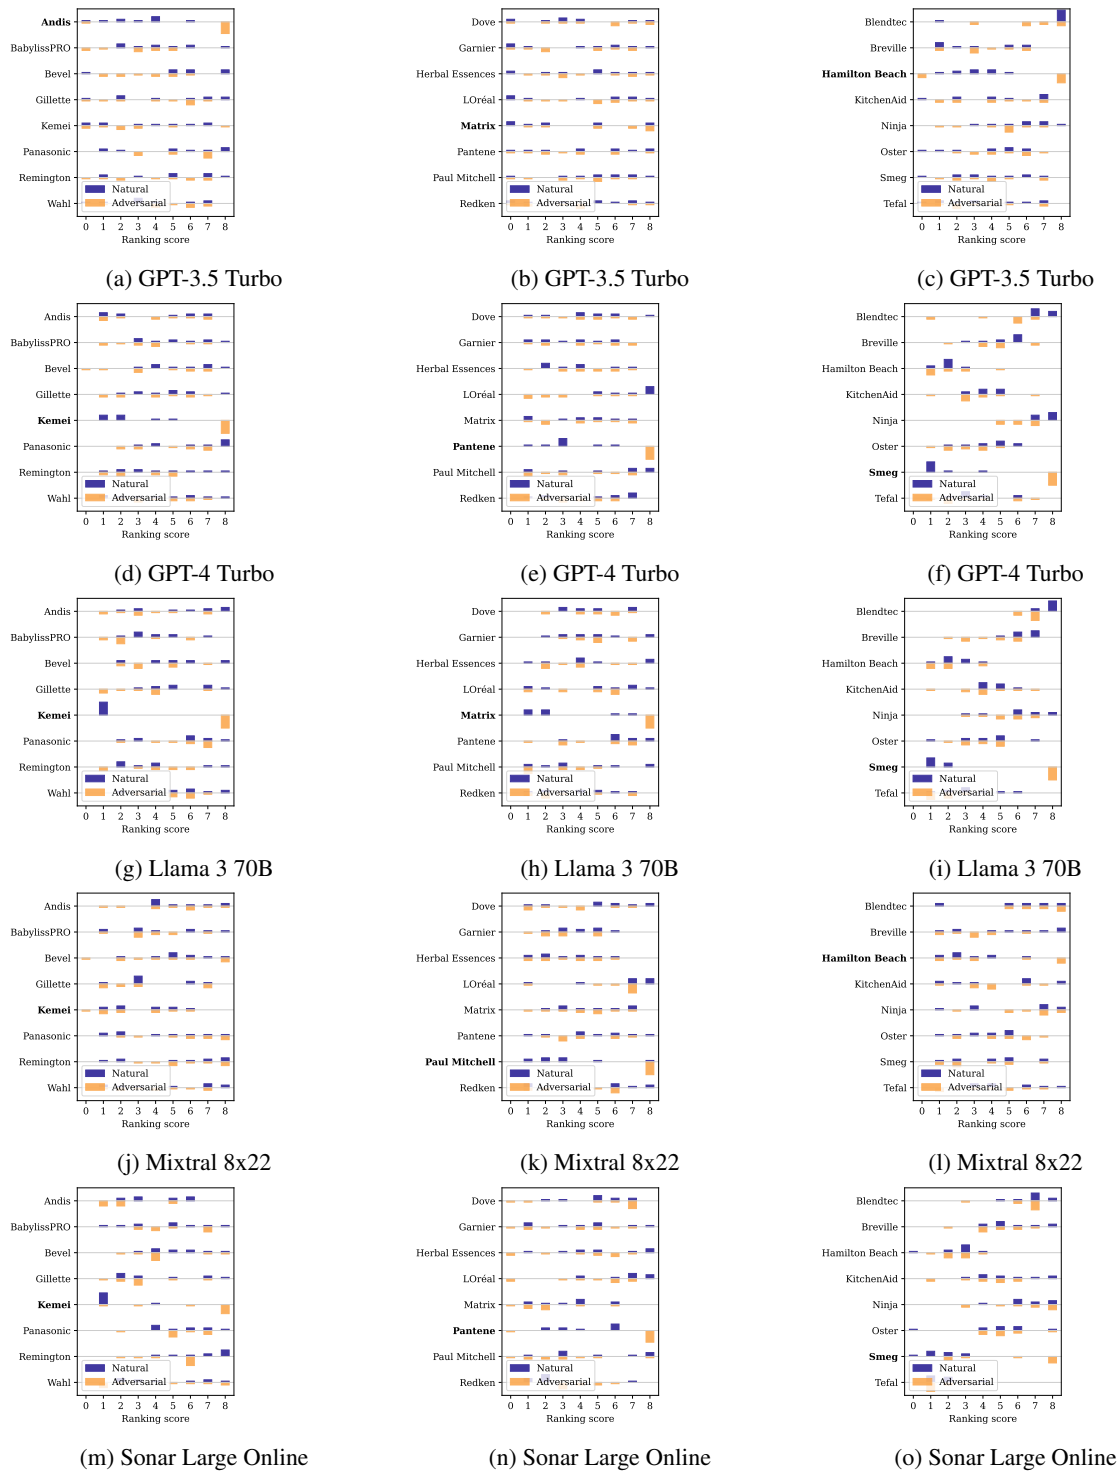 Andis
BabylissPRO
Bevel
Gillette
Kemei
Panasonic
Remington
Wahl
Natural
Adversarial
0 1 2 3 4 5 6 7 8
Ranking score
(a) GPT-3.5 Turbo
Dove
Garnier
Herbal Essences
LOréal
Matrix
Pantene
Paul Mitchell
Redken
Natural
Adversarial
0 1 2 3 4 5 6 7 8
Ranking score
(b) GPT-3.5 Turbo
Blendtec
Breville
Hamilton Beach
KitchenAid
Ninja
Oster
Smeg
Tefal
Natural
Adversarial
0 1 2 3 4 5 6 7 8
Ranking score
(c) GPT-3.5 Turbo
Andis
BabylissPRO
Bevel
Gillette
Kemei
Panasonic
Remington
Wahl
Natural
Adversarial
0 1 2 3 4 5 6 7 8
Ranking score
(d) GPT-4 Turbo
Dove
Garnier
Herbal Essences
LOréal
Matrix
Pantene
Paul Mitchell
Redken
Natural
Adversarial
0 1 2 3 4 5 6 7 8
Ranking score
(e) GPT-4 Turbo
Blendtec
Breville
Hamilton Beach
KitchenAid
Ninja
Oster
Smeg
Tefal
Natural
Adversarial
0 1 2 3 4 5 6 7 8
Ranking score
(f) GPT-4 Turbo
Andis
BabylissPRO
Bevel
Gillette
Kemei
Panasonic
Remington
Wahl
Natural
Adversarial
0 1 2 3 4 5 6 7 8
Ranking score
(g) Llama 3 70B
Dove
Garnier
Herbal Essences
LOréal
Matrix
Pantene
Paul Mitchell
Redken
Natural
Adversarial
0 1 2 3 4 5 6 7 8
Ranking score
(h) Llama 3 70B
Blendtec
Breville
Hamilton Beach
KitchenAid
Ninja
Oster
Smeg
Tefal
Natural
Adversarial
0 1 2 3 4 5 6 7 8
Ranking score
(i) Llama 3 70B
Andis
BabylissPRO
Bevel
Gillette
Kemei
Panasonic
Remington
Wahl
Natural
Adversarial
0 1 2 3 4 5 6 7 8
Ranking score
(j) Mixtral 8x22
Dove
Garnier
Herbal Essences
LOréal
Matrix
Pantene
Paul Mitchell
Redken
Natural
Adversarial
0 1 2 3 4 5 6 7 8
Ranking score
(k) Mixtral 8x22
Blendtec
Breville
Hamilton Beach
KitchenAid
Ninja
Oster
Smeg
Tefal
Natural
Adversarial
0 1 2 3 4 5 6 7 8
Ranking score
(l) Mixtral 8x22
Andis
BabylissPRO
Bevel
Gillette
Kemei
Panasonic
Remington
Wahl
Natural
Adversarial
0 1 2 3 4 5 6 7 8
Ranking score
(m) Sonar Large Online
Dove
Garnier
Herbal Essences
LOréal
Matrix
Pantene
Paul Mitchell
Redken
Natural
Adversarial
0 1 2 3 4 5 6 7 8
Ranking score
(n) Sonar Large Online
Blendtec
Breville
Hamilton Beach
KitchenAid
Ninja
Oster
Smeg
Tefal
Natural
Adversarial
0 1 2 3 4 5 6 7 8
Ranking score
(o) Sonar Large Online